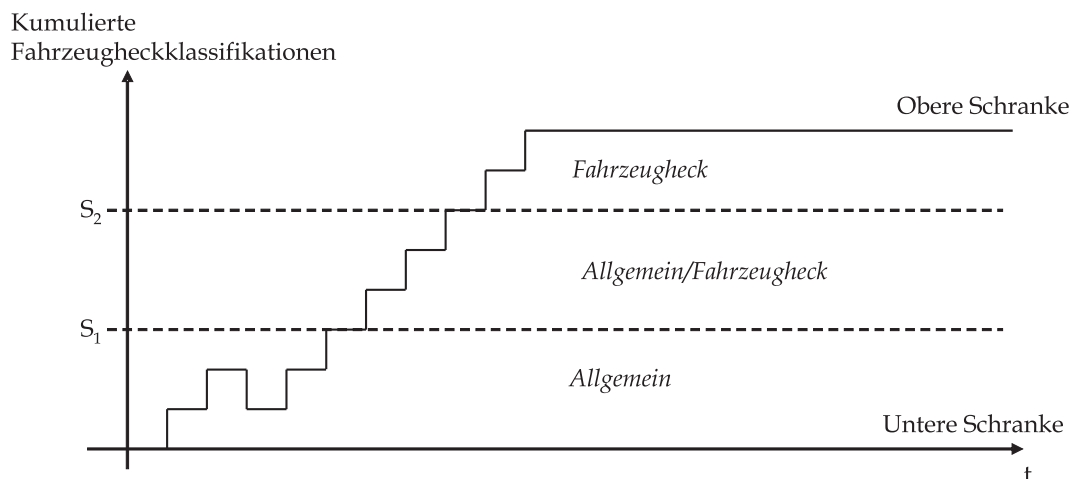 Kumulierte
Fahrzeugheckklassifikationen
Obere Schranke
Fahrzeugheck
S2
Allgemein/Fahrzeugheck
S1
Allgemein
Untere Schranke
t